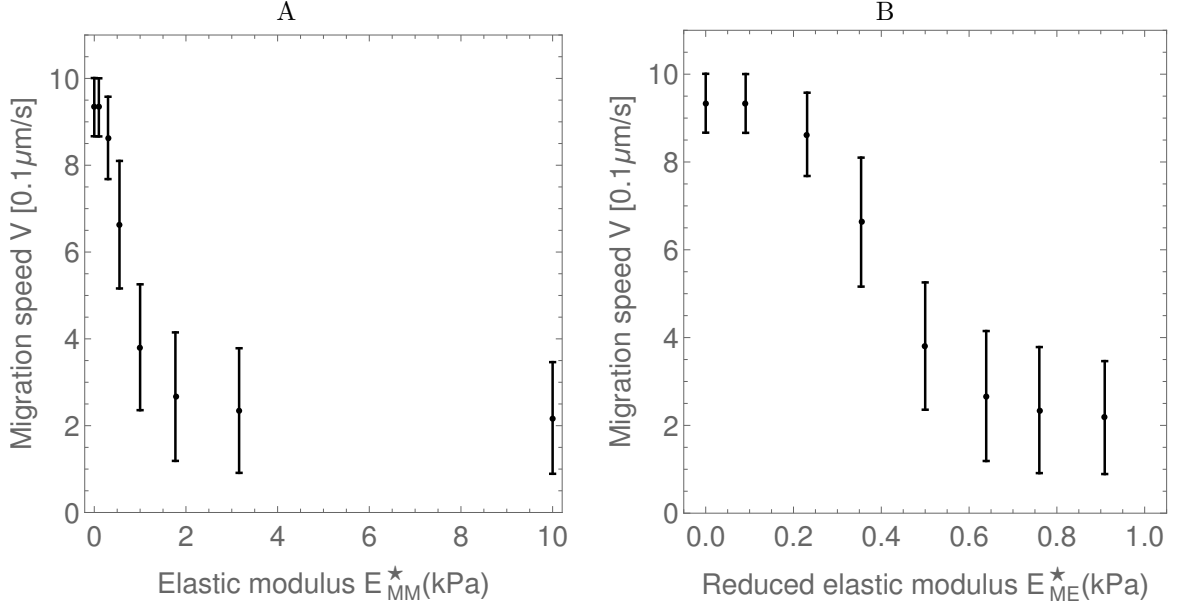 A
Migration speed V [0.1μm/s]
10
8
6
4
2
0
0 2 4 6 8 10
Elastic modulus E★MM(kPa)
B
Migration speed V [0.1μm/s]
10
8
6
4
2
0
0.0 0.2 0.4 0.6 0.8 1.0
Reduced elastic modulus E★ME(kPa)